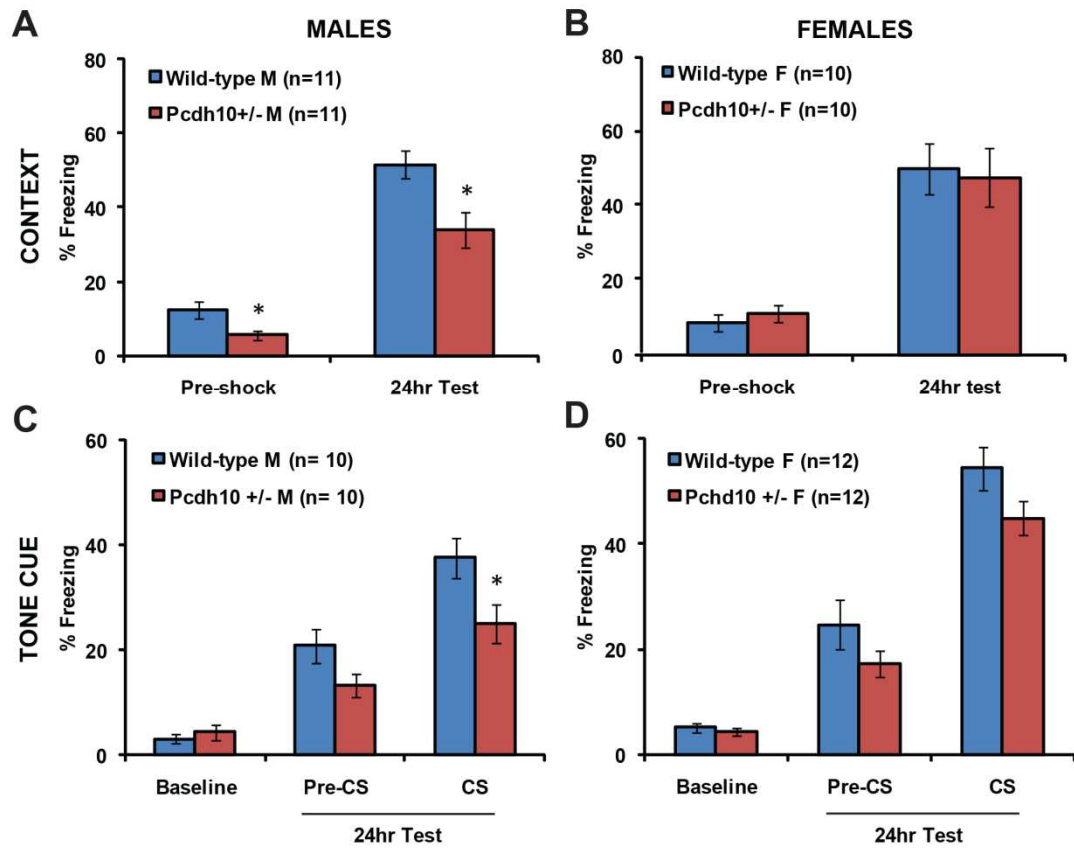 A
MALES
B
FEMALES
CONTEXT
% Freezing
80
60
40
20
0
Wild-type M (n=11)
Pcdh10+/- M (n=11)
*
*
Pre-shock
24hr Test
% Freezing
80
60
40
20
0
Wild-type F (n=10)
Pcdh10+/- F (n=10)
Pre-shock
24hr test
C
D
TONE CUE
% Freezing
60
40
20
0
Wild-type M (n= 10)
Pcdh10 +/- M (n= 10)
*
Baseline
Pre-CS
CS
24hr Test
% Freezing
60
40
20
0
Wild-type F (n=12)
Pchd10 +/- F (n=12)
Baseline
Pre-CS
CS
24hr Test